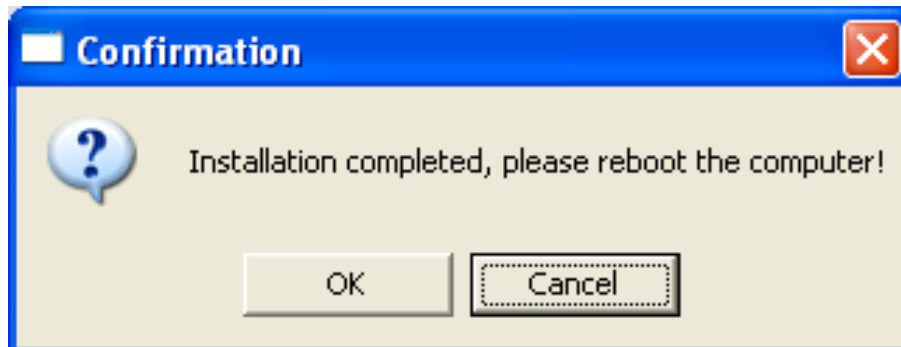 Confirmation
Installation completed, please reboot the computer!
OK
Cancel